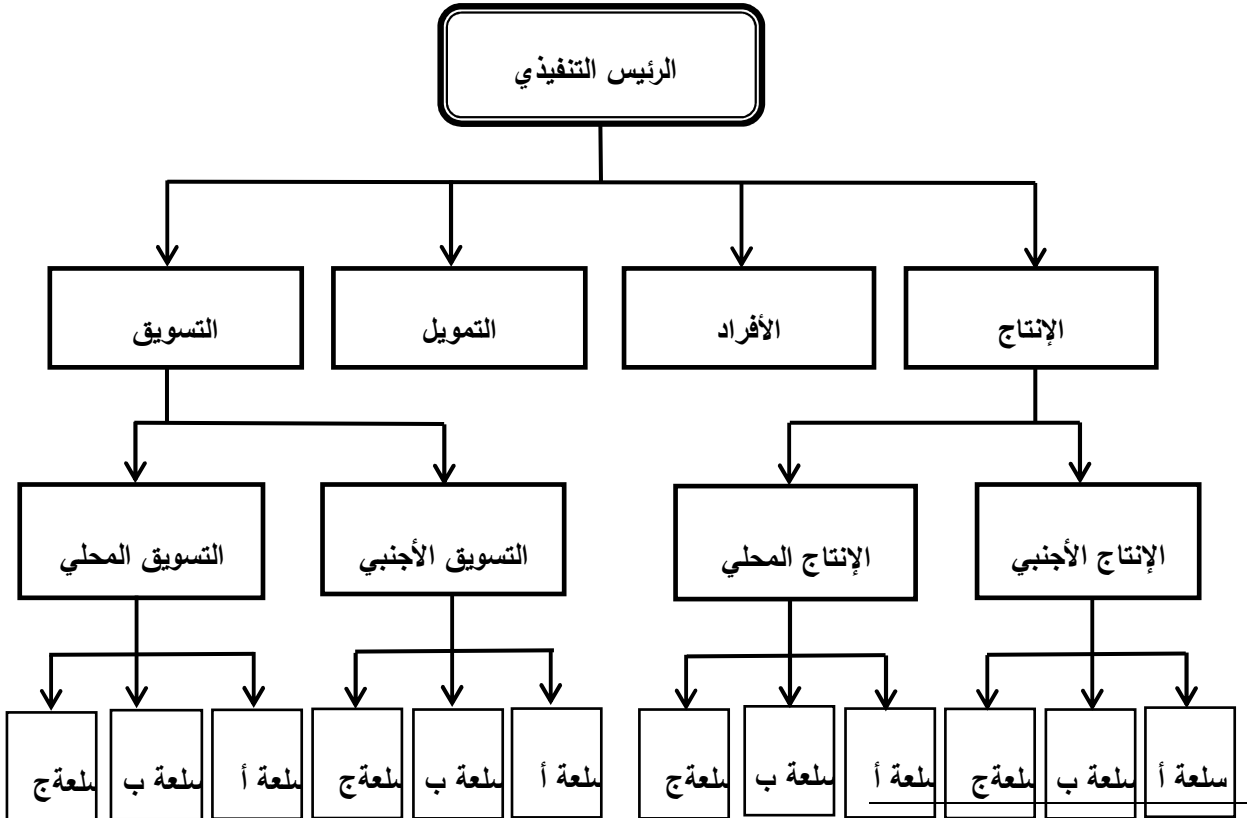 الرئيس التنفيذي
الإنتاج
الأفراد
التمويل
التسويق
الإنتاج الأجنبي
الإنتاج المحلي
التسويق الأجنبي
التسويق المحلي
سلعة أ
سلعة ب
سلعةج
سلعة أ
سلعة ب
سلعةج
سلعة أ
سلعة ب
سلعةج
سلعة أ
سلعة ب
سلعةج